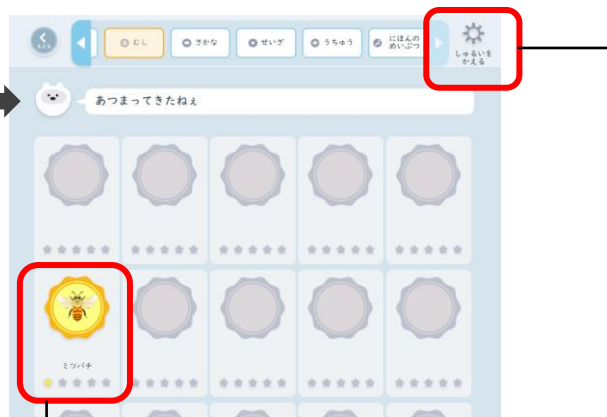 もどる
むし
さかな
せいざ
うちゅう
にほんの
めいぶつ
しゅるいを
かえる
あつまってきたねぇ
ミツバチ